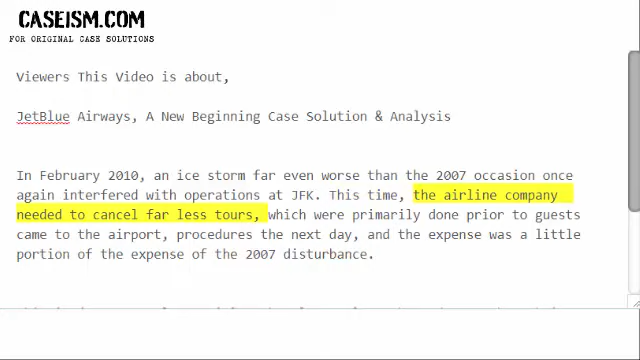 CASEISM.COM
FOR ORIGINAL CASE SOLUTIONS
Viewers This Video is about,
JetBlue Airways, A New Beginning Case Solution & Analysis
In February 2010, an ice storm far even worse than the 2007 occasion once
again interfered with operations at JFK. This time, the airline company
needed to cancel far less tours, which were primarily done prior to guests
came to the airport, procedures the next day, and the expense was a little
portion of the expense of the 2007 disturbance.